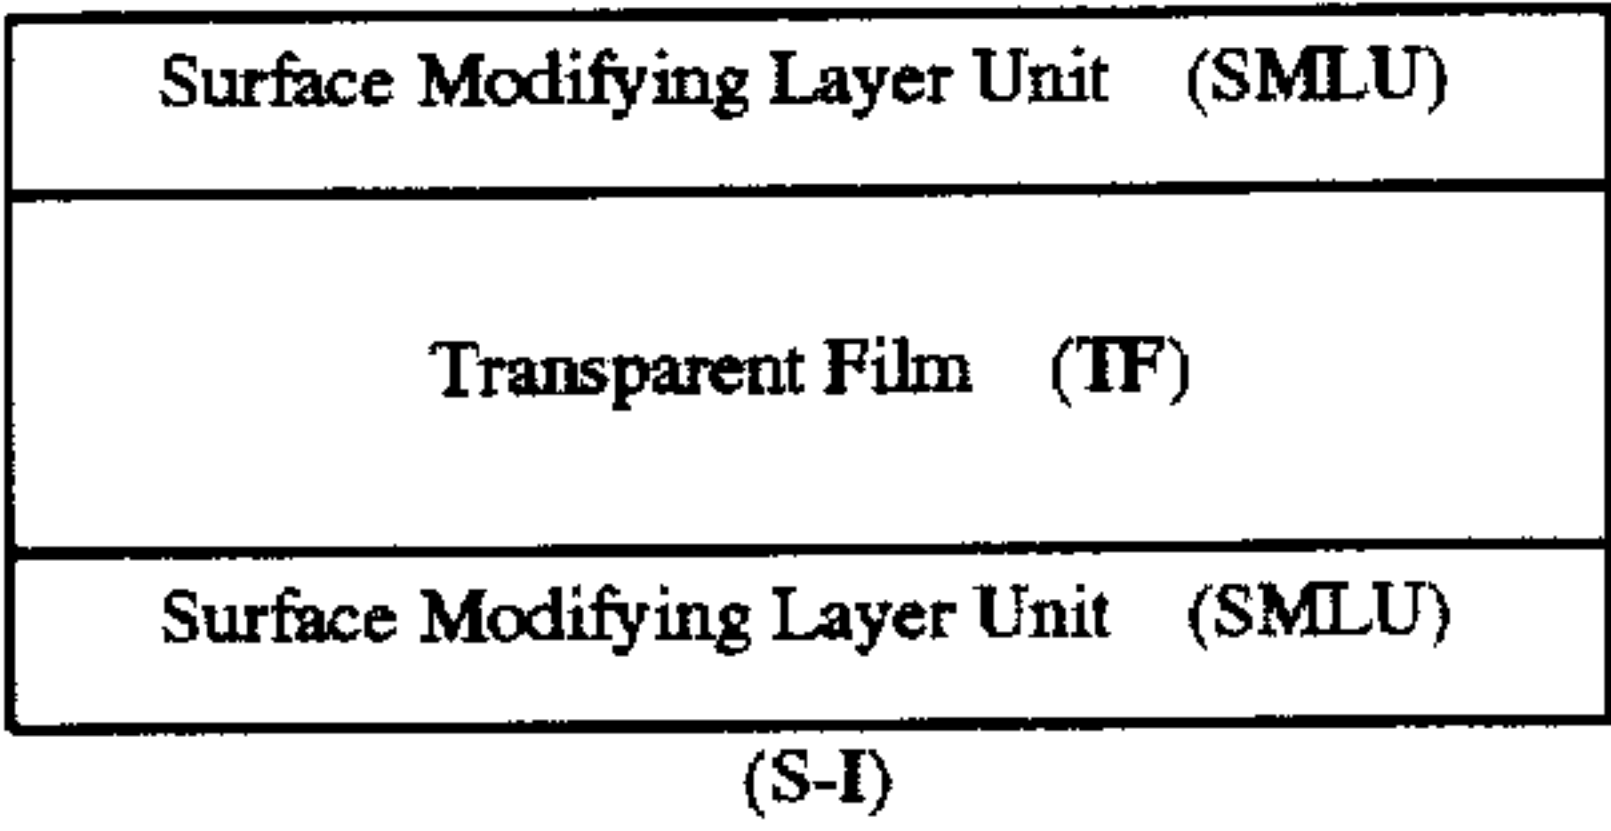 Surface Modifying Layer Unit (SMLU)
Transparent Film (TF)
Surface Modifying Layer Unit (SMLU)
(S-I)